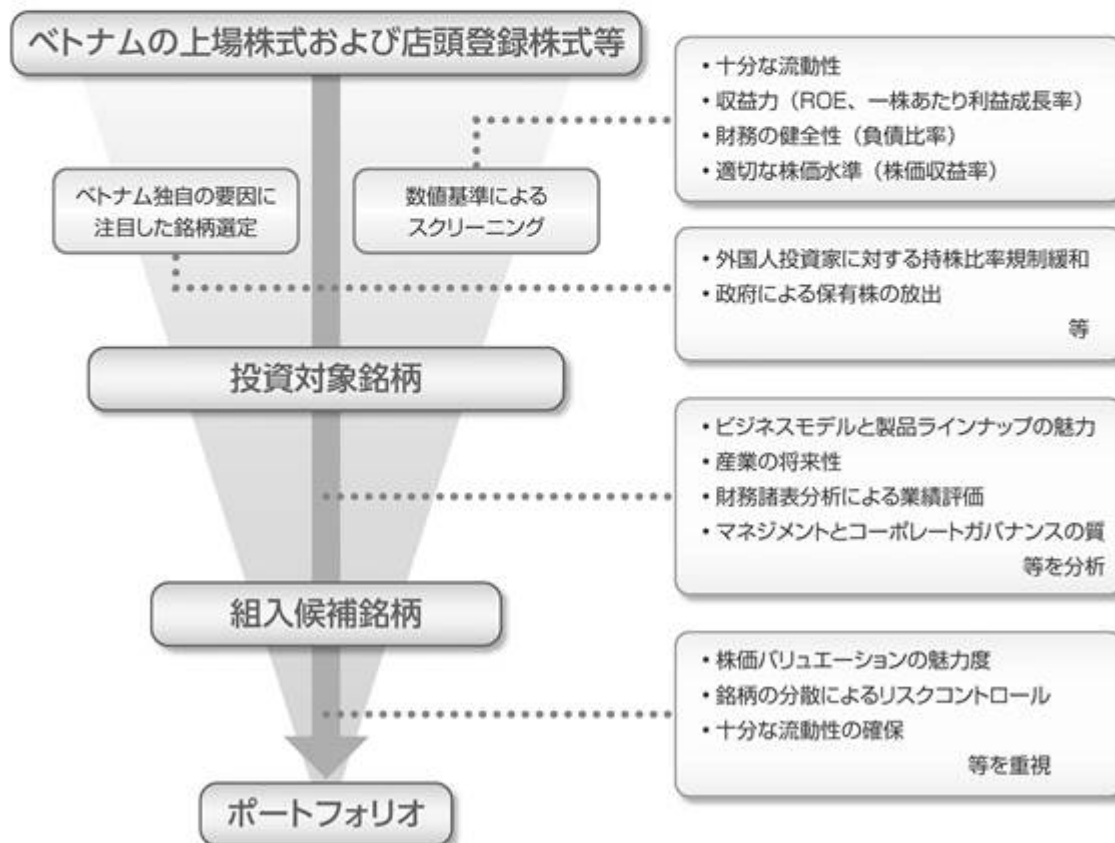 ベトナムの上場株式および店頭登録株式等
・十分な流動性
・収益力（ROE、一株あたり利益成長率）
・財務の健全性（負債比率）
・適切な株価水準（株価収益率）
ベトナム独自の要因に
注目した銘柄選定
数値基準による
スクリーニング
・外国人投資家に対する持株比率規制緩和
・政府による保有株の放出
等
投資対象銘柄
・ビジネスモデルと製品ラインナップの魅力
・産業の将来性
・財務諸表分析による業績評価
・マネジメントとコーポレートガバナンスの質
等を分析
組入候補銘柄
・株価バリュエーションの魅力度
・銘柄の分散によるリスクコントロール
・十分な流動性の確保
等を重視
ポートフォリオ